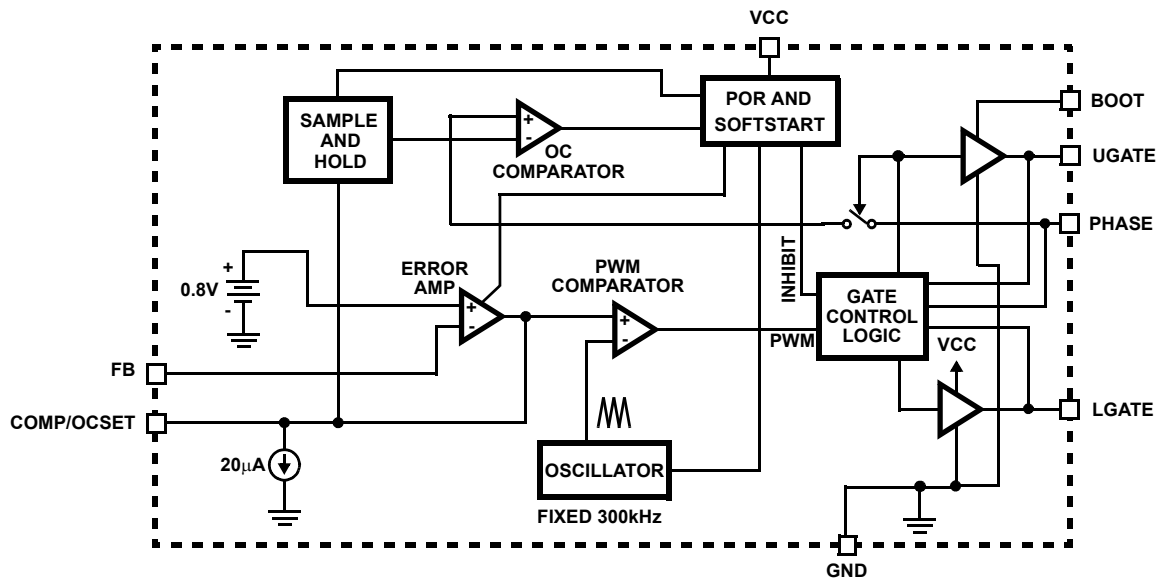 VCC
BOOT
SAMPLE
AND
HOLD
+
-
OC
COMPARATOR
POR AND
SOFTSTART
UGATE
PHASE
INHIBIT
+
0.8V
-
ERROR
AMP
+
-
PWM
COMPARATOR
+
-
GATE
CONTROL
LOGIC
PWM
VCC
FB
COMP/OCSET
LGATE
20µA
OSCILLATOR
FIXED 300kHz
GND